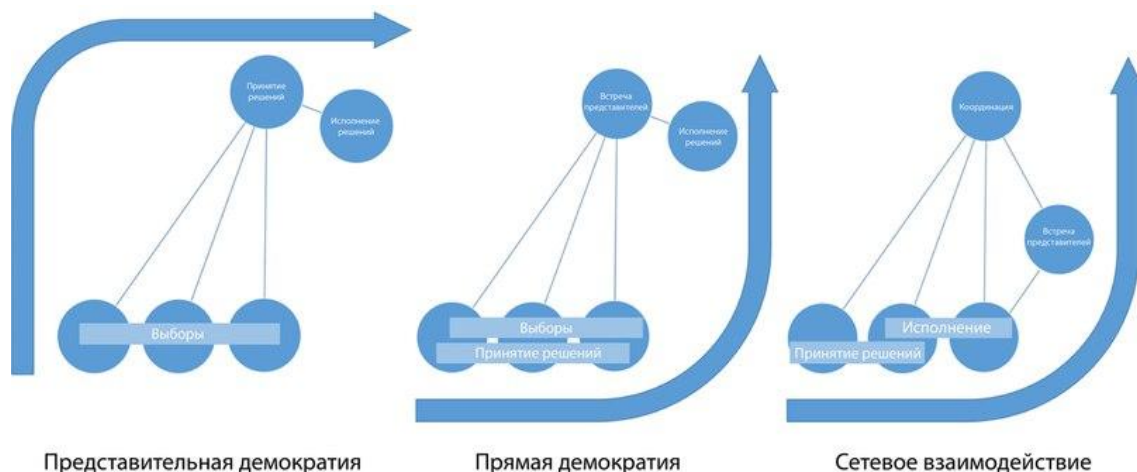 Принятие
решений
Исполнение
решений
Выборы
Представительная демократия
Встреча
представителей
Исполнение
решений
Выборы
Принятие решений
Прямая демократия
Координация
Встреча
представителей
Исполнение
Принятие решений
Сетевое взаимодействие